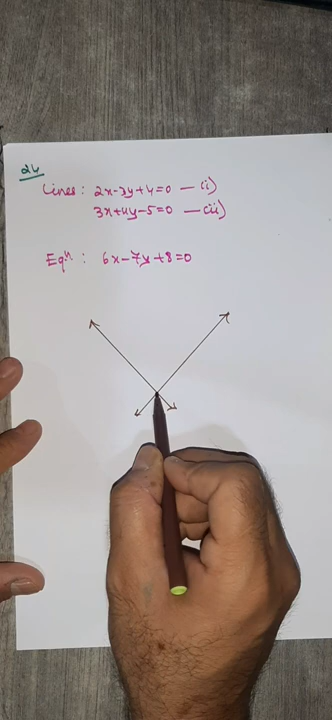 24
Lines: 2x-3y+4=0 — (i)
3x+4y-5=0 — (ii)
Eqⁿ : 6x-7y+8=0